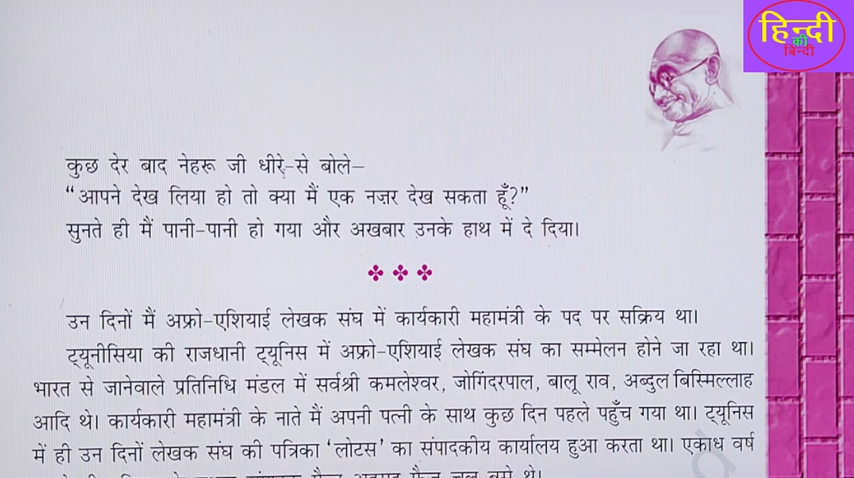 हिन्दी
की
बिन्दी
कुछ देर बाद नेहरू जी धीरे-से बोले–
“आपने देख लिया हो तो क्या मैं एक नज़र देख सकता हूँ?”
सुनते ही मैं पानी-पानी हो गया और अखबार उनके हाथ में दे दिया।
उन दिनों मैं अफ्रो-एशियाई लेखक संघ में कार्यकारी महामंत्री के पद पर सक्रिय था।
ट्यूनीसिया की राजधानी ट्यूनिस में अफ्रो-एशियाई लेखक संघ का सम्मेलन होने जा रहा था।
भारत से जानेवाले प्रतिनिधि मंडल में सर्वश्री कमलेश्वर, जोगिंदरपाल, बालू राव, अब्दुल बिस्मिल्लाह
आदि थे। कार्यकारी महामंत्री के नाते मैं अपनी पत्नी के साथ कुछ दिन पहले पहुँच गया था। ट्यूनिस
में ही उन दिनों लेखक संघ की पत्रिका ‘लोटस’ का संपादकीय कार्यालय हुआ करता था। एकाध वर्ष